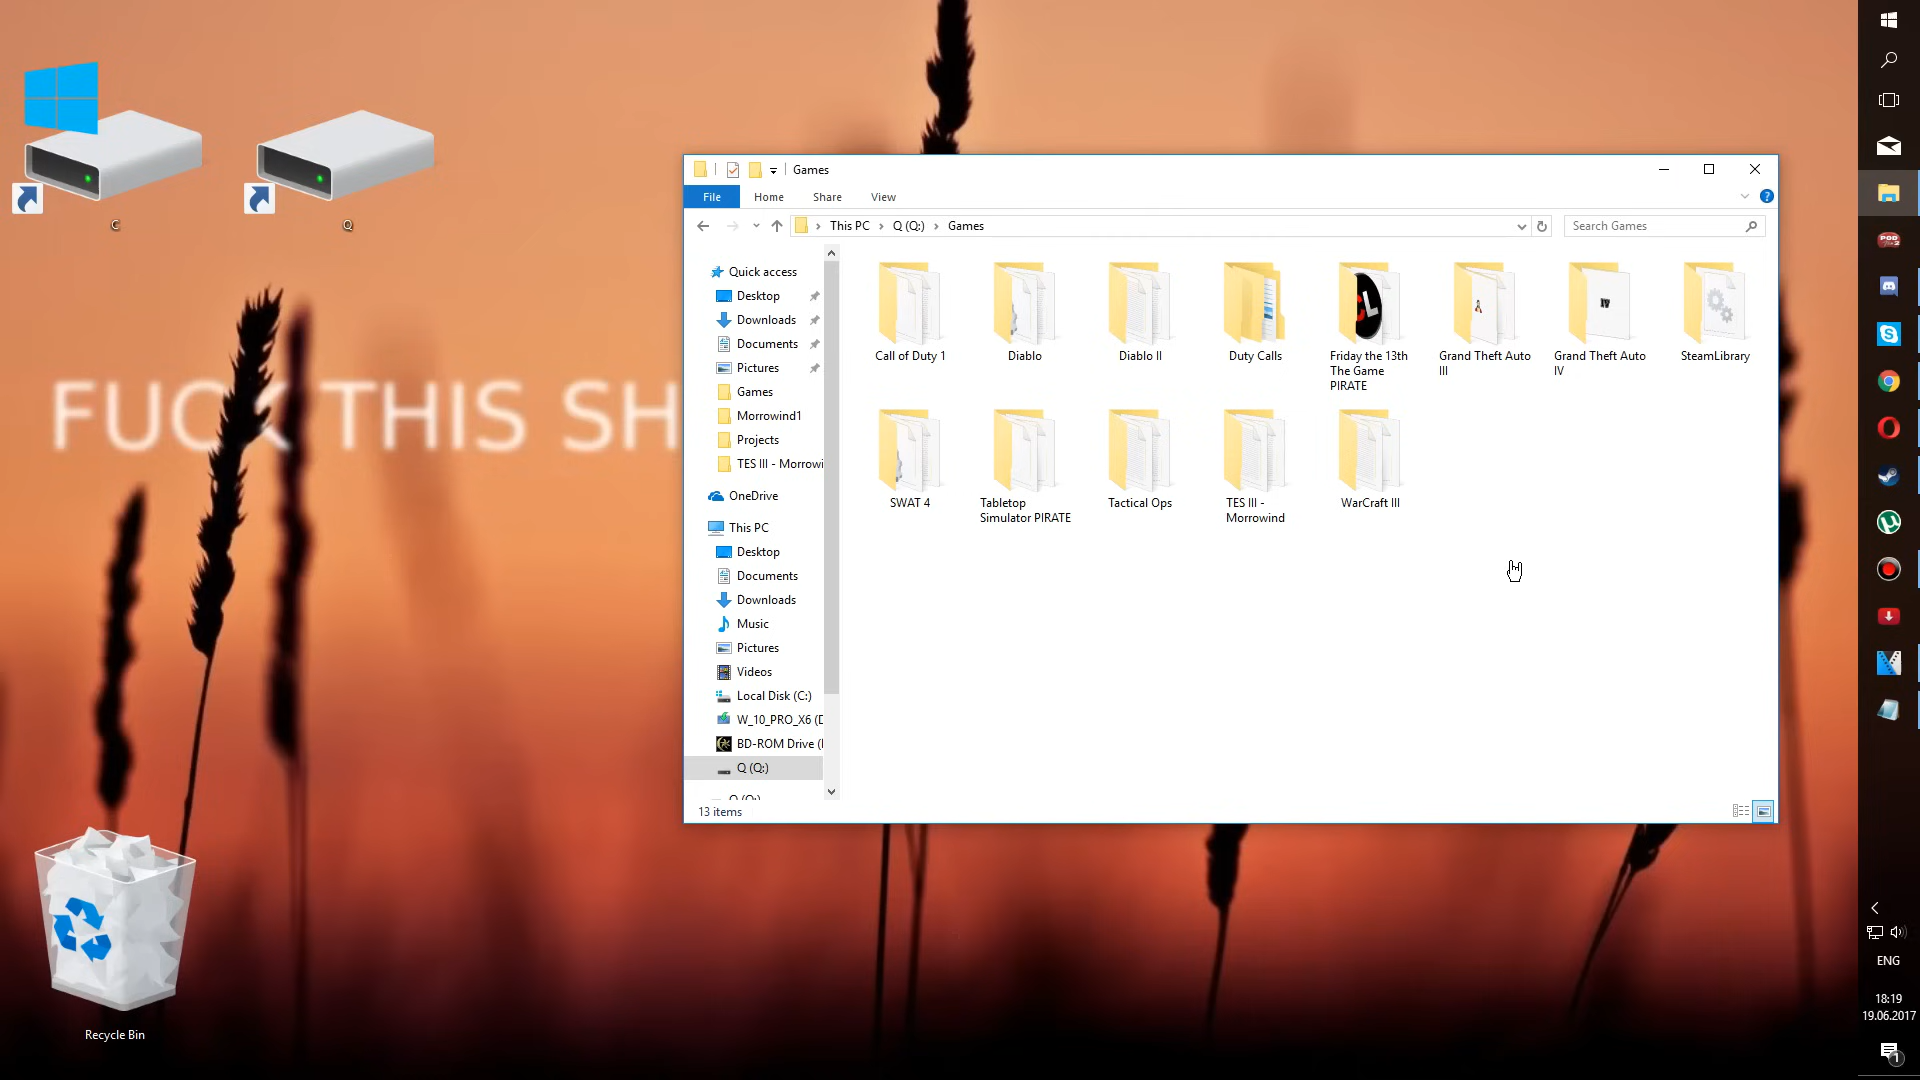 C
Q
FUCK THIS SH
Recycle Bin
Games
File
Home
Share
View
This PC
Q (Q:)
Games
Search Games
Quick access
Desktop
Downloads
Documents
Pictures
Games
Morrowind1
Projects
TES III - Morrowi
OneDrive
This PC
Desktop
Documents
Downloads
Music
Pictures
Videos
Local Disk (C:)
W_10_PRO_X6 (D
BD-ROM Drive (
Q (Q:)
Q (Q:)
Call of Duty 1
Diablo
Diablo II
Duty Calls
Friday the 13th
The Game
PIRATE
Grand Theft Auto
III
Grand Theft Auto
IV
SteamLibrary
SWAT 4
Tabletop
Simulator PIRATE
Tactical Ops
TES III -
Morrowind
WarCraft III
CL
IV
13 items
ENG
18:19
19.06.2017
1